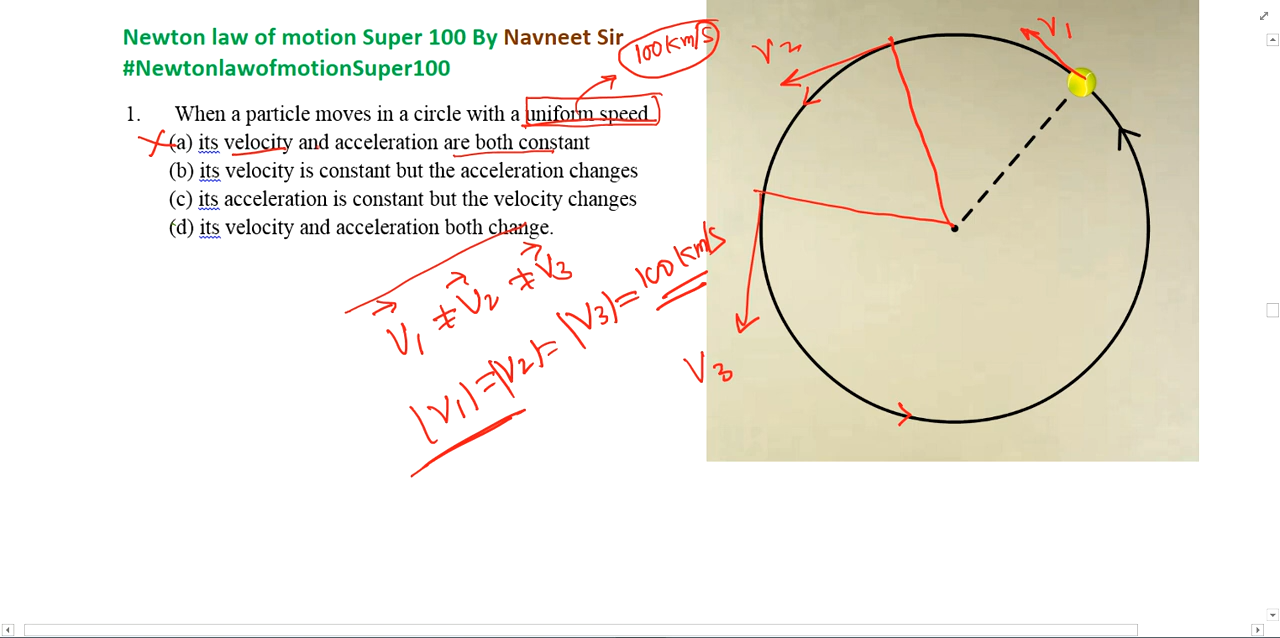 Newton law of motion Super 100 By Navneet Sir
#NewtonlawofmotionSuper100
100 km/s
1. When a particle moves in a circle with a uniform speed
(a) its velocity and acceleration are both constant
(b) its velocity is constant but the acceleration changes
(c) its acceleration is constant but the velocity changes
(d) its velocity and acceleration both change.
V1 ≠ V2 ≠ V3
|V1| = |V2| = |V3| = 100 km/s
V1
V2
V3